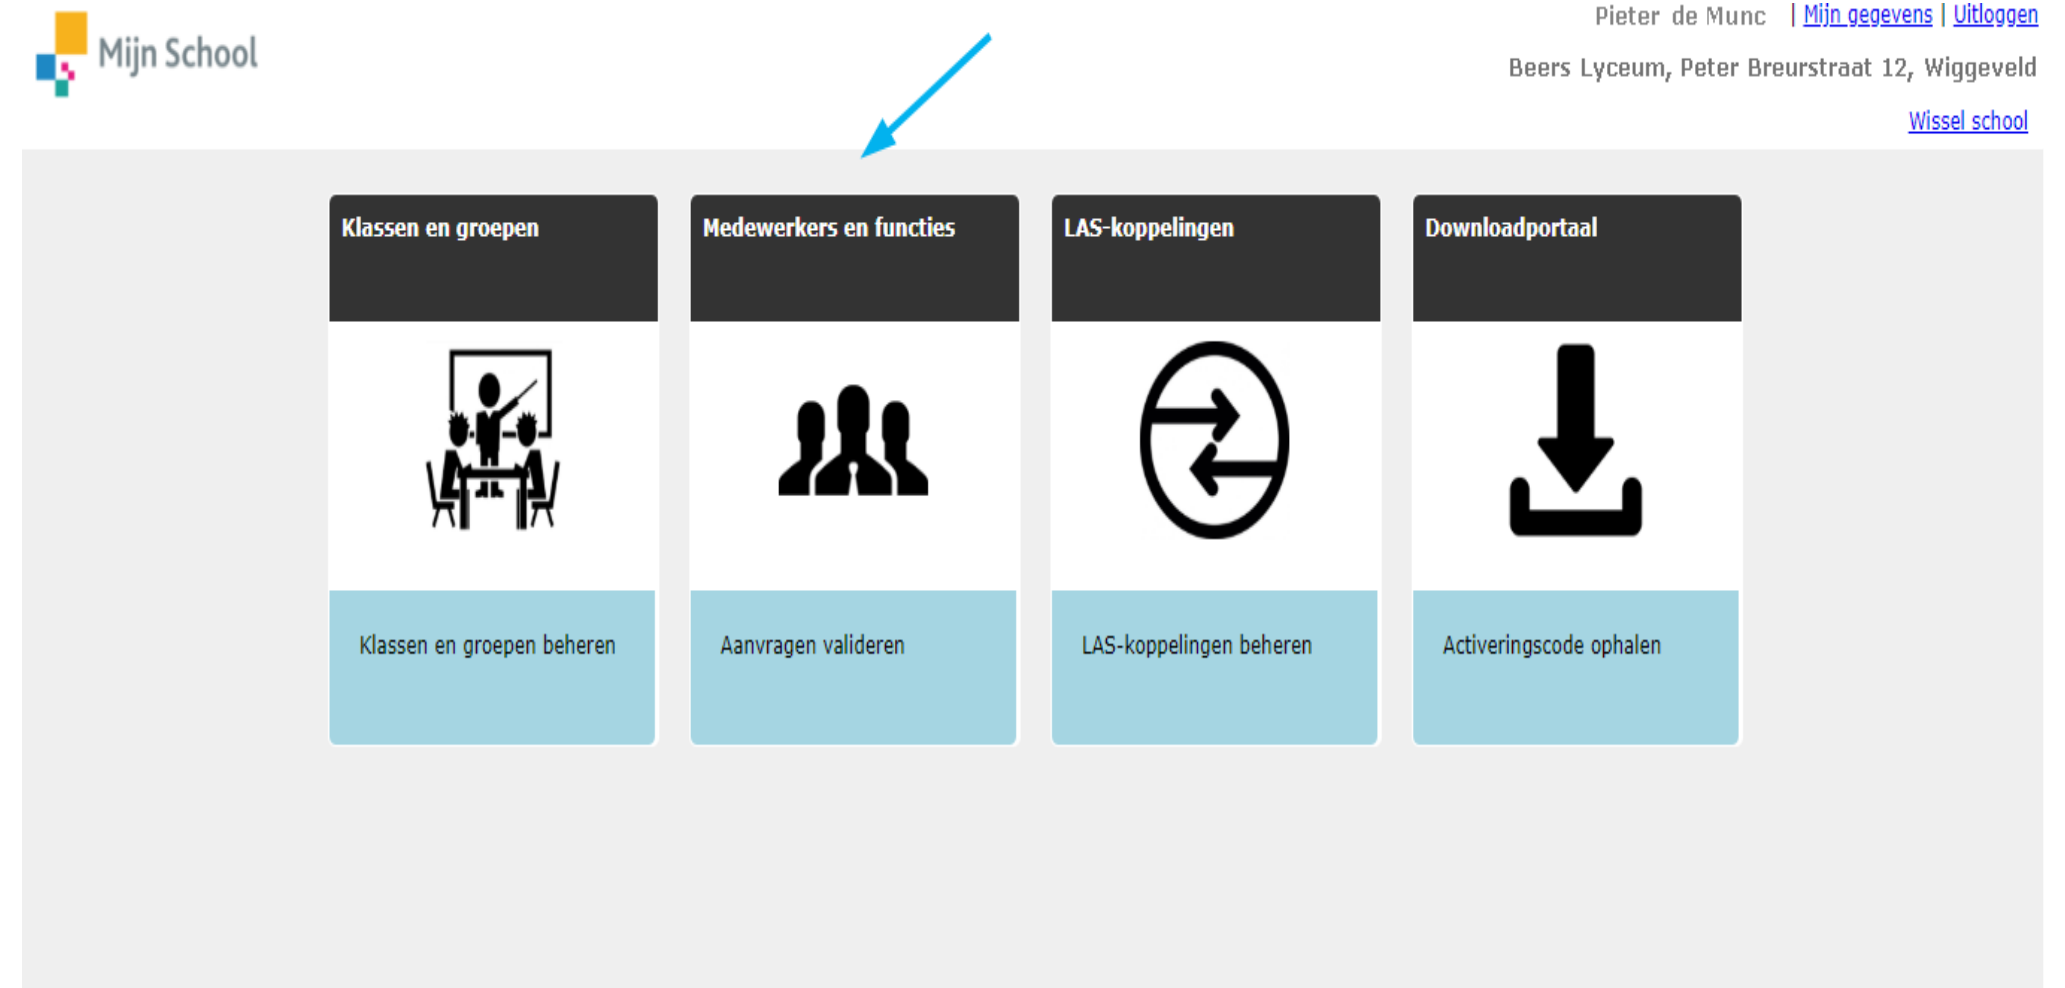 Mijn School
Pieter de Munc | Mijn gegevens | Uitloggen
Beers Lyceum, Peter Breurstraat 12, Wiggeveld
Wissel school
Klassen en groepen
Medewerkers en functies
LAS-koppelingen
Downloadportaal
Klassen en groepen beheren
Aanvragen valideren
LAS-koppelingen beheren
Activeringscode ophalen